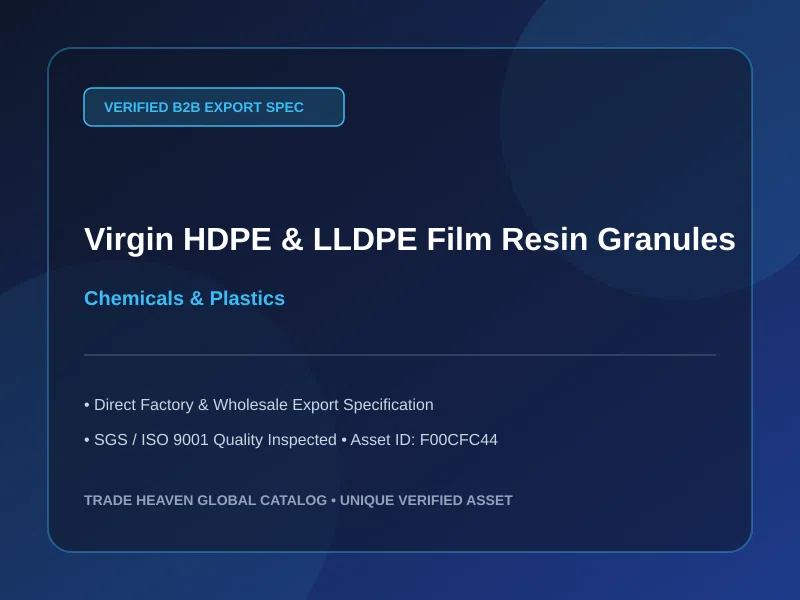 VERIFIED B2B EXPORT SPEC
Virgin HDPE & LLDPE Film Resin Granules
Chemicals & Plastics
• Direct Factory & Wholesale Export Specification
• SGS / ISO 9001 Quality Inspected • Asset ID: F00CFC44
TRADE HEAVEN GLOBAL CATALOG • UNIQUE VERIFIED ASSET